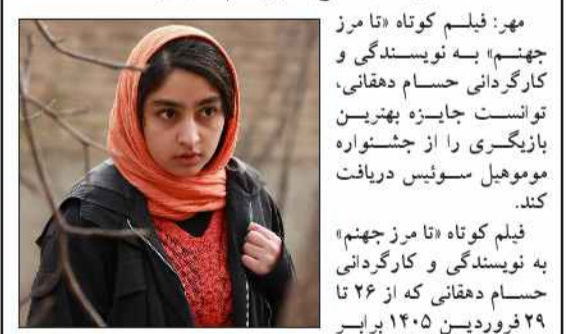 مهر: فیلم کوتاه «تا مرز
جهنم» به نویسندگی و
کارگردانی حسام دهقانی،
توانست جایزه بهترین
بازیگری را از جشنواره
موموهیل سوئیس دریافت
کند.
فیلم کوتاه «تا مرز جهنم»
به نویسندگی و کارگردانی
حسام دهقانی که از ۲۶ تا
۲۹ فروردین ۱۴۰۵ برابر